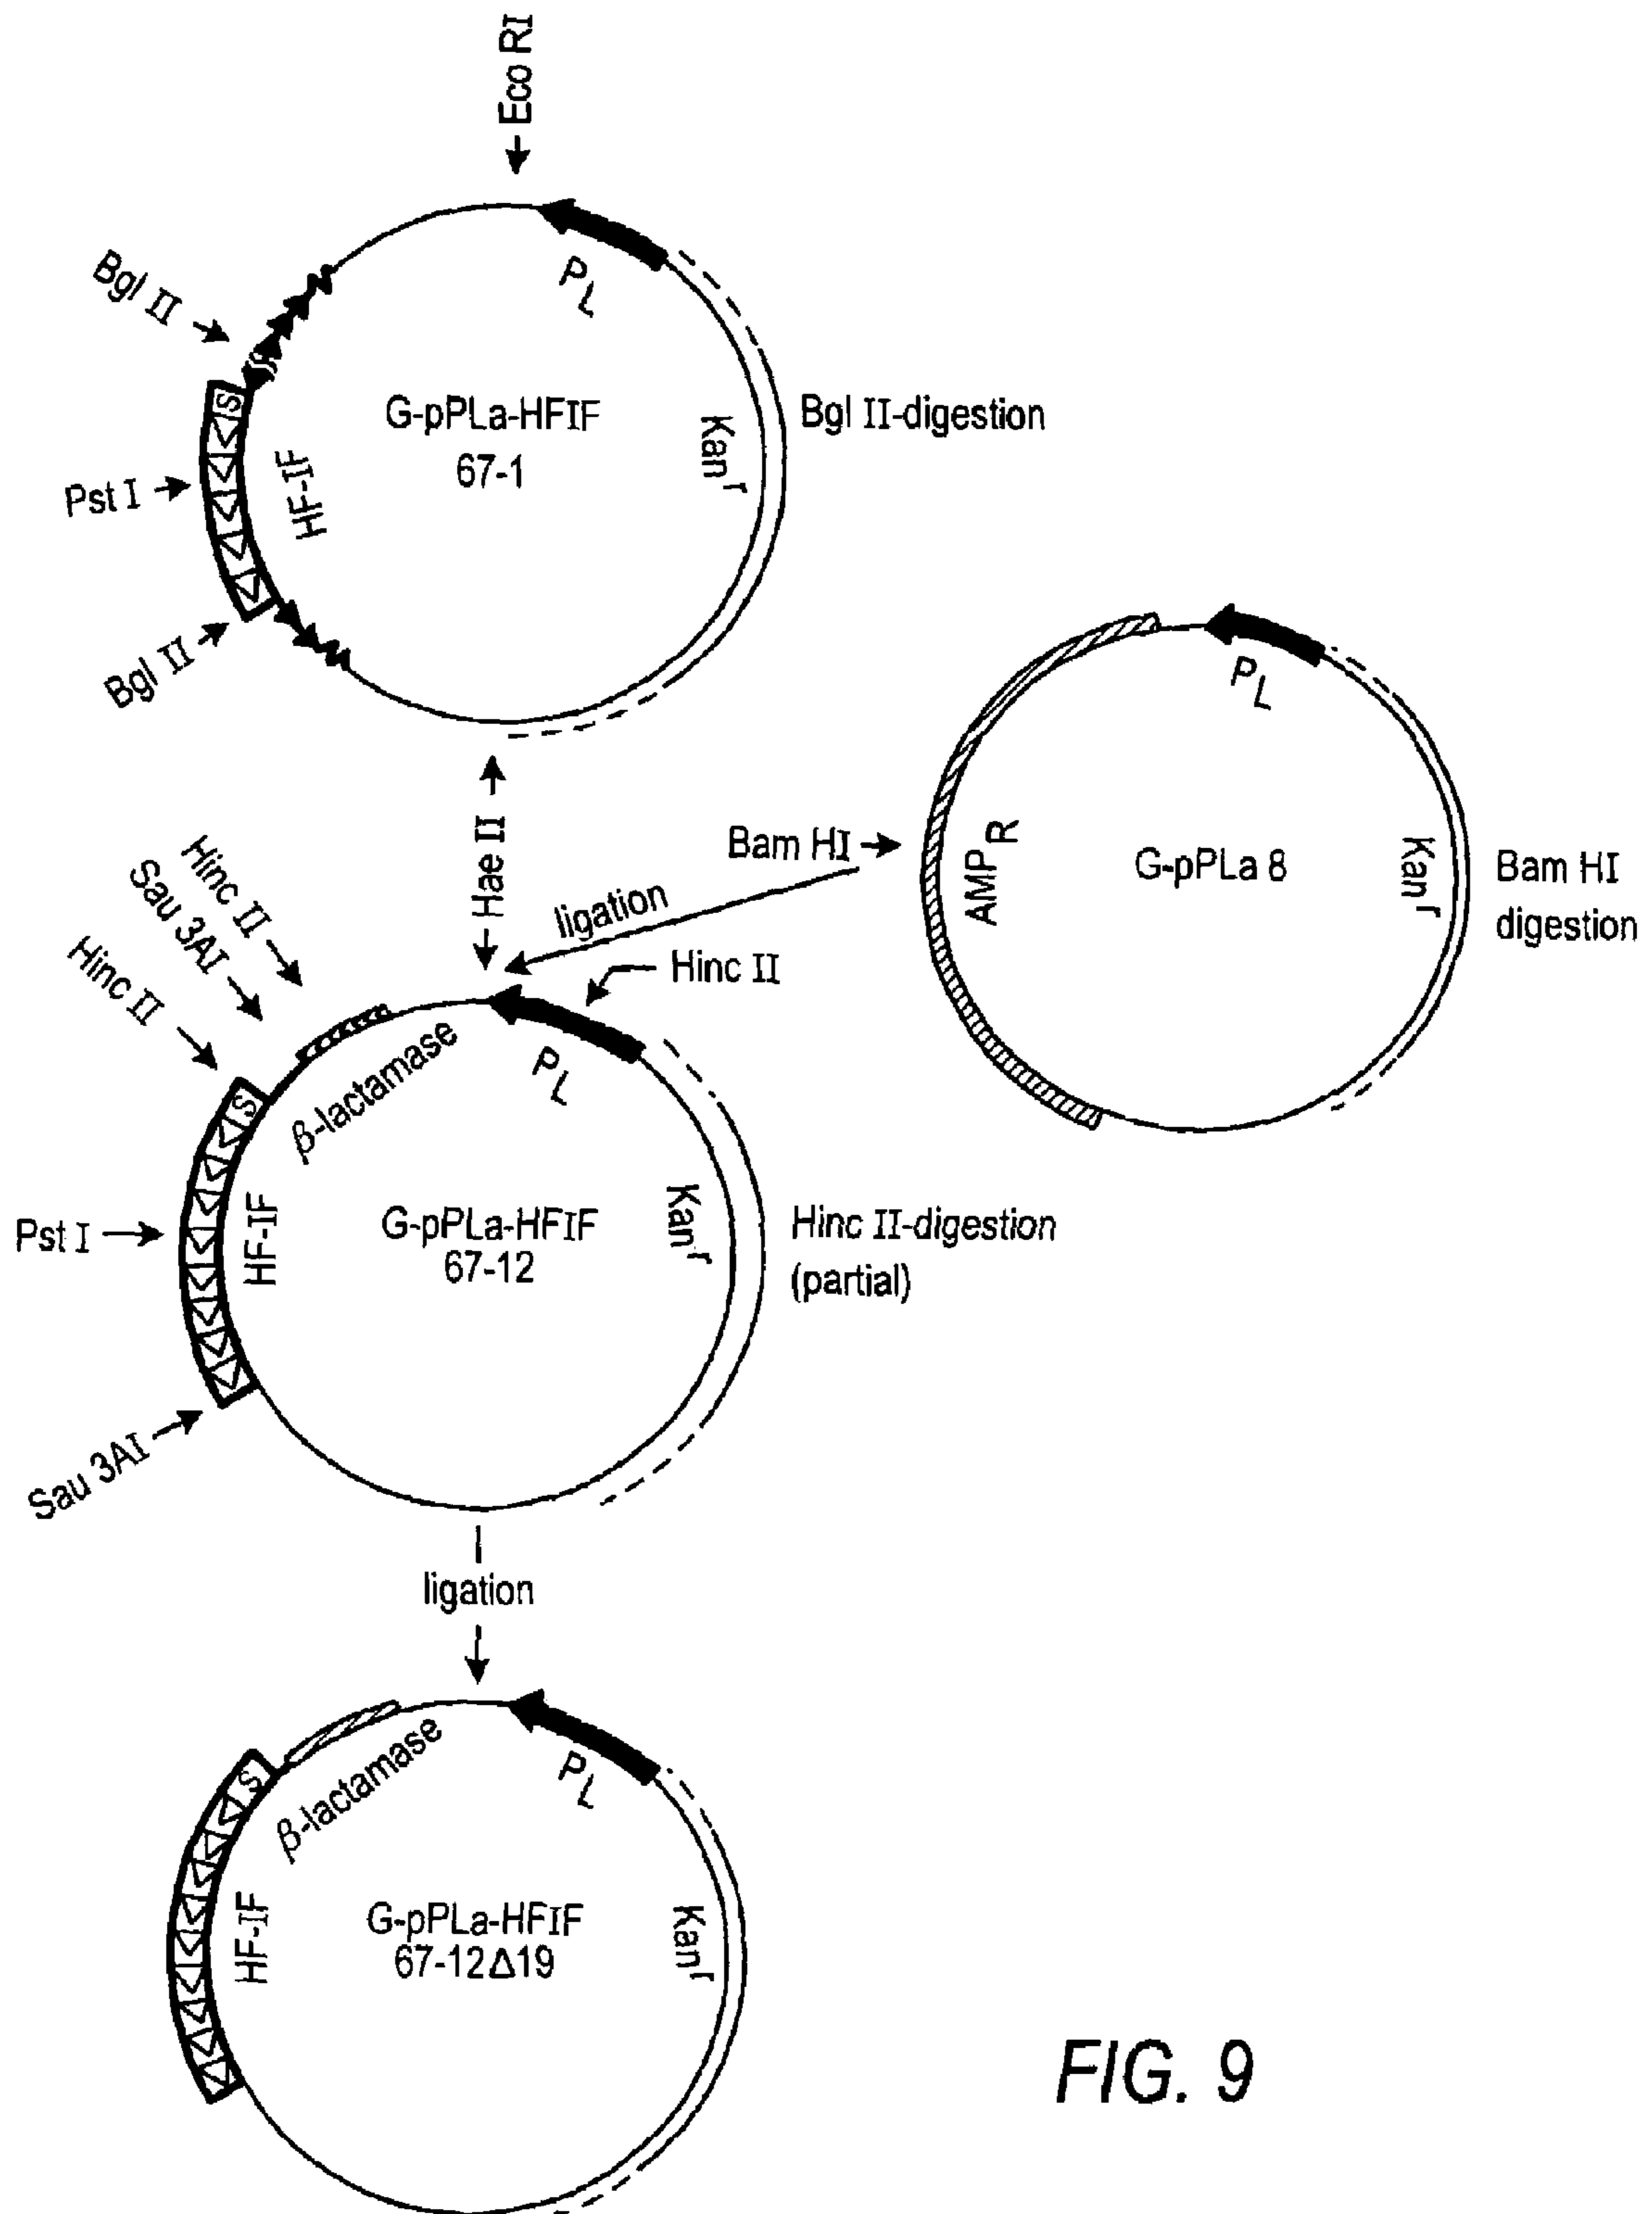 Eco RI
Bgl II
PL
G-pPLa-HFIF
67-1
Bgl II-digestion
Kanr
S
Pst I
HF-IF
Bgl II
PL
Hae II
Bam HI
AMPR
G-pPLa 8
Kanr
Bam HI
digestion
ligation
Hinc II
Hinc II
Sau 3AI
Hinc II
β-lactamase
PL
S
Pst I
HF-IF
G-pPLa-HFIF
67-12
Kanr
Hinc II-digestion
(partial)
Sau 3AI
ligation
β-lactamase
PL
S
HF-IF
G-pPLa-HFIF
67-12Δ19
Kanr
FIG. 9